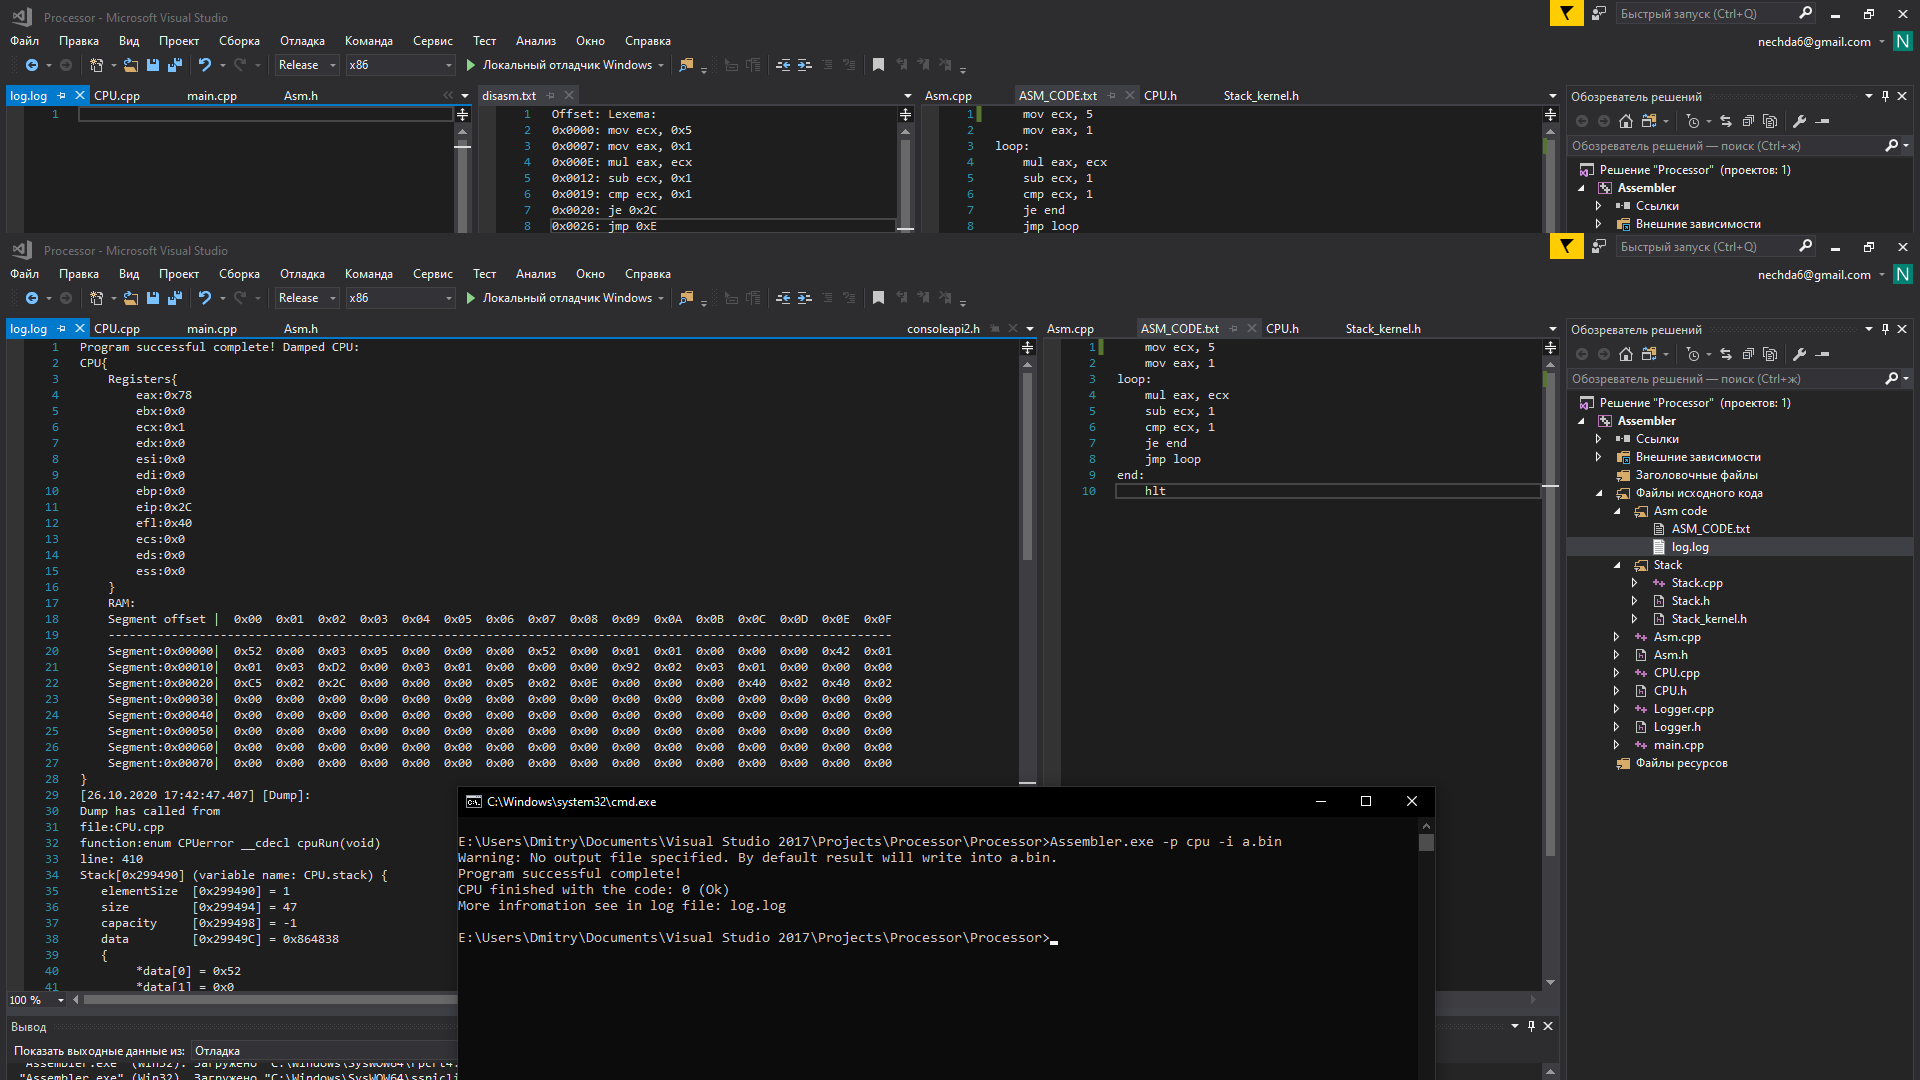 Processor - Microsoft Visual Studio
Быстрый запуск (Ctrl+Q)
Файл Правка Вид Проект Сборка Отладка Команда Сервис Тест Анализ Окно Справка
nechda6@gmail.com N
Release x86 Локальный отладчик Windows
log.log CPU.cpp main.cpp Asm.h
1
disasm.txt
1 Offset: Lexema:
2 0x0000: mov ecx, 0x5
3 0x0007: mov eax, 0x1
4 0x000E: mul eax, ecx
5 0x0012: sub ecx, 0x1
6 0x0019: cmp ecx, 0x1
7 0x0020: je 0x2C
8 0x0026: jmp 0xE
Asm.cpp ASM_CODE.txt CPU.h Stack_kernel.h
1 mov ecx, 5
2 mov eax, 1
3 loop:
4 mul eax, ecx
5 sub ecx, 1
6 cmp ecx, 1
7 je end
8 jmp loop
Обозреватель решений
Обозреватель решений — поиск (Ctrl+ж)
Решение "Processor" (проектов: 1)
Assembler
Ссылки
Внешние зависимости
Processor - Microsoft Visual Studio
Быстрый запуск (Ctrl+Q)
Файл Правка Вид Проект Сборка Отладка Команда Сервис Тест Анализ Окно Справка
nechda6@gmail.com N
Release x86 Локальный отладчик Windows
log.log CPU.cpp main.cpp Asm.h consoleapi2.h
1 Program successful complete! Damped CPU:
2 CPU{
3 Registers{
4 eax:0x78
5 ebx:0x0
6 ecx:0x1
7 edx:0x0
8 esi:0x0
9 edi:0x0
10 ebp:0x0
11 eip:0x2C
12 efl:0x40
13 ecs:0x0
14 eds:0x0
15 ess:0x0
16 }
17 RAM:
18 Segment offset | 0x00 0x01 0x02 0x03 0x04 0x05 0x06 0x07 0x08 0x09 0x0A 0x0B 0x0C 0x0D 0x0E 0x0F
19 ------------------------------------------------------------------------------------------------
20 Segment:0x00000| 0x52 0x00 0x03 0x05 0x00 0x00 0x00 0x52 0x00 0x01 0x01 0x00 0x00 0x00 0x42 0x01
21 Segment:0x00010| 0x01 0x03 0xD2 0x00 0x03 0x01 0x00 0x00 0x00 0x92 0x02 0x03 0x01 0x00 0x00 0x00
22 Segment:0x00020| 0xC5 0x02 0x2C 0x00 0x00 0x00 0x05 0x02 0x0E 0x00 0x00 0x00 0x40 0x02 0x40 0x02
23 Segment:0x00030| 0x00 0x00 0x00 0x00 0x00 0x00 0x00 0x00 0x00 0x00 0x00 0x00 0x00 0x00 0x00 0x00
24 Segment:0x00040| 0x00 0x00 0x00 0x00 0x00 0x00 0x00 0x00 0x00 0x00 0x00 0x00 0x00 0x00 0x00 0x00
25 Segment:0x00050| 0x00 0x00 0x00 0x00 0x00 0x00 0x00 0x00 0x00 0x00 0x00 0x00 0x00 0x00 0x00 0x00
26 Segment:0x00060| 0x00 0x00 0x00 0x00 0x00 0x00 0x00 0x00 0x00 0x00 0x00 0x00 0x00 0x00 0x00 0x00
27 Segment:0x00070| 0x00 0x00 0x00 0x00 0x00 0x00 0x00 0x00 0x00 0x00 0x00 0x00 0x00 0x00 0x00 0x00
28 }
29 [26.10.2020 17:42:47.407] [Dump]:
30 Dump has called from
31 file:CPU.cpp
32 function:enum CPUerror __cdecl cpuRun(void)
33 line: 410
34 Stack[0x299490] (variable name: CPU.stack) {
35 elementSize [0x299490] = 1
36 size [0x299494] = 47
37 capacity [0x299498] = -1
38 data [0x29949C] = 0x864838
39 {
40 *data[0] = 0x52
41 *data[1] = 0x0
100 %
Asm.cpp ASM_CODE.txt CPU.h Stack_kernel.h
1 mov ecx, 5
2 mov eax, 1
3 loop:
4 mul eax, ecx
5 sub ecx, 1
6 cmp ecx, 1
7 je end
8 jmp loop
9 end:
10 hlt
Обозреватель решений
Обозреватель решений — поиск (Ctrl+ж)
Решение "Processor" (проектов: 1)
Assembler
Ссылки
Внешние зависимости
Заголовочные файлы
Файлы исходного кода
Asm code
ASM_CODE.txt
log.log
Stack
Stack.cpp
Stack.h
Stack_kernel.h
Asm.cpp
Asm.h
CPU.cpp
CPU.h
Logger.cpp
Logger.h
main.cpp
Файлы ресурсов
C:\Windows\system32\cmd.exe
E:\Users\Dmitry\Documents\Visual Studio 2017\Projects\Processor\Processor>Assembler.exe -p cpu -i a.bin
Warning: No output file specified. By default result will write into a.bin.
Program successful complete!
CPU finished with the code: 0 (Ok)
More infromation see in log file: log.log
E:\Users\Dmitry\Documents\Visual Studio 2017\Projects\Processor\Processor>
Вывод
Показать выходные данные из: Отладка
"Assembler.exe" (Win32). Загружено "C:\Windows\SysWOW64\rpcrt4.
"Assembler.exe" (Win32). Загружено "C:\Windows\SysWOW64\sspicli